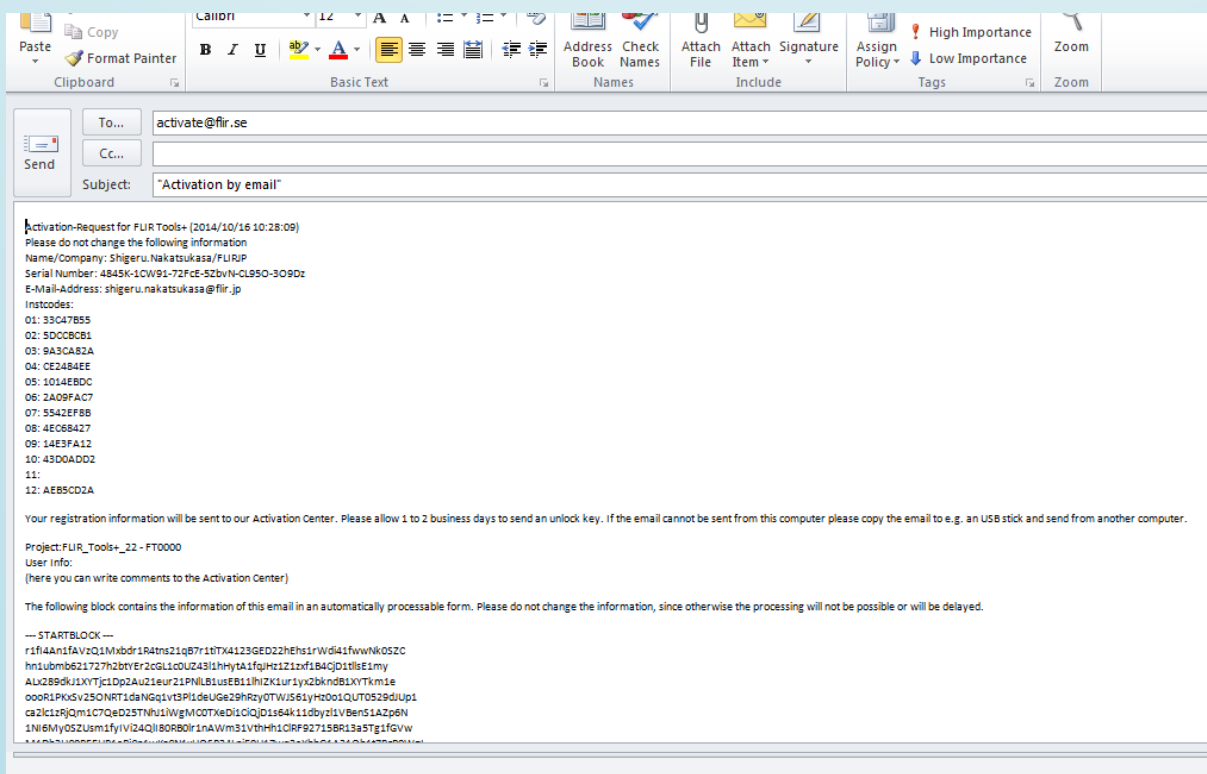 Calibri 12 A A
Paste Copy Format Painter
B I U ab A
Address Book Check Names Attach File Attach Item Signature Assign Policy High Importance Low Importance Zoom
Clipboard Basic Text Names Include Tags Zoom
To... activate@flir.se
Send
Cc...
Subject: "Activation by email"
Activation-Request for FLIR Tools+ (2014/10/16 10:28:09)
Please do not change the following information
Name/Company: Shigeru.Nakatsukasa/FLIRJP
Serial Number: 4845K-1CW91-72FcE-5ZbvN-CL95O-3O9Dz
E-Mail-Address: shigeru.nakatsukasa@flir.jp
Instcodes:
01: 33C47B55
02: 5DCCBCB1
03: 9A3CA82A
04: CE2484EE
05: 1014EBDC
06: 2A09FAC7
07: 5542EF8B
08: 4EC68427
09: 14E3FA12
10: 43D0ADD2
11:
12: AEB5CD2A
Your registration information will be sent to our Activation Center. Please allow 1 to 2 business days to send an unlock key. If the email cannot be sent from this computer please copy the email to e.g. an USB stick and send from another computer.
Project:FLIR_Tools+_22 - FT0000
User Info:
(here you can write comments to the Activation Center)
The following block contains the information of this email in an automatically processable form. Please do not change the information, since otherwise the processing will not be possible or will be delayed.
--- STARTBLOCK ---